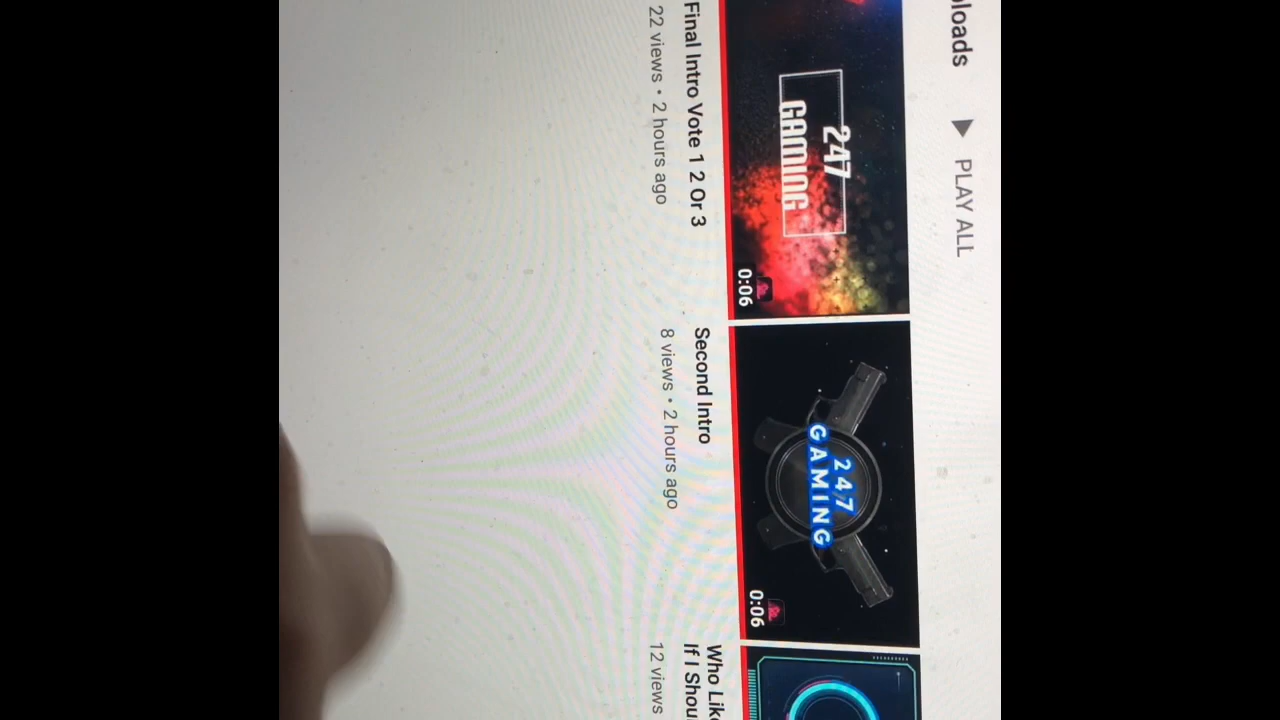 ploads
PLAY ALL
247
GAMING
0:06
Final Intro Vote 1 2 Or 3
22 views • 2 hours ago
247
GAMING
0:06
Second Intro
8 views • 2 hours ago
Who Lik
If I Shou
12 views